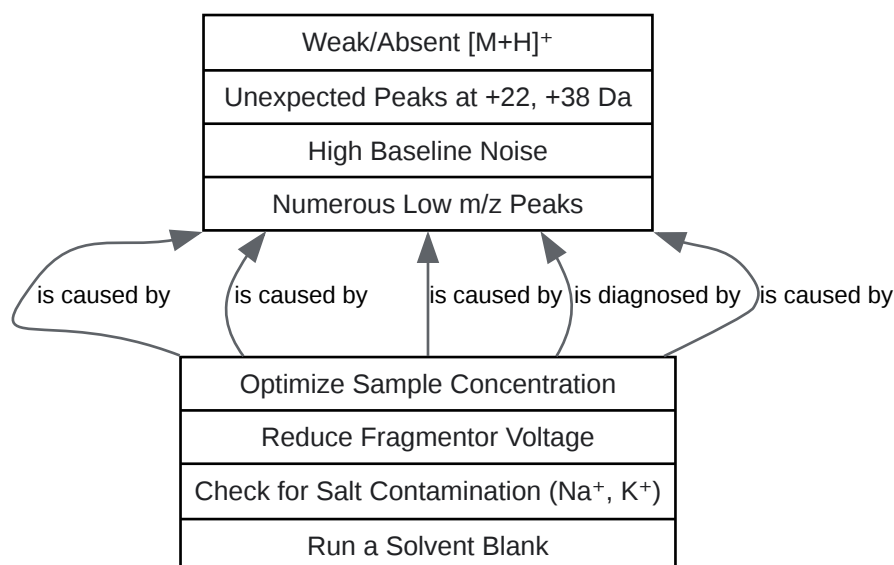 Weak/Absent [M+H]⁺
Unexpected Peaks at +22, +38 Da
High Baseline Noise
Numerous Low m/z Peaks
is caused by
is caused by
is caused by
is diagnosed by
is caused by
Optimize Sample Concentration
Reduce Fragmentor Voltage
Check for Salt Contamination (Na⁺, K⁺)
Run a Solvent Blank